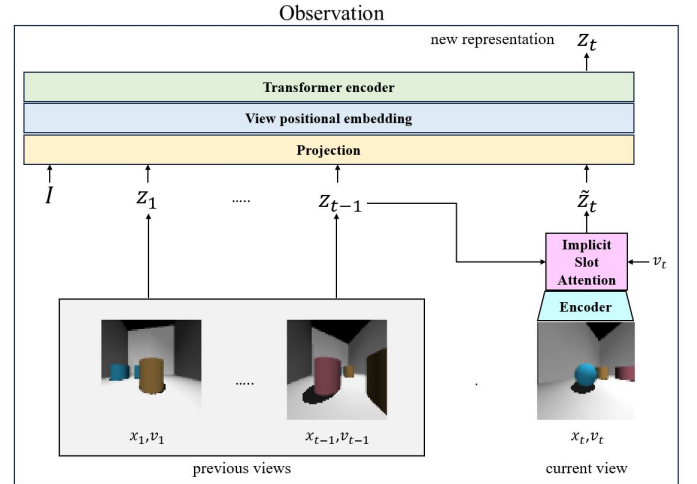 Observation
new representation z_t
Transformer encoder
View positional embedding
Projection
I z_1 ..... z_{t−1} z̃_t
Implicit
Slot
Attention
v_t
Encoder
..... .
x_1,v_1 x_{t−1},v_{t−1} x_t,v_t
previous views current view